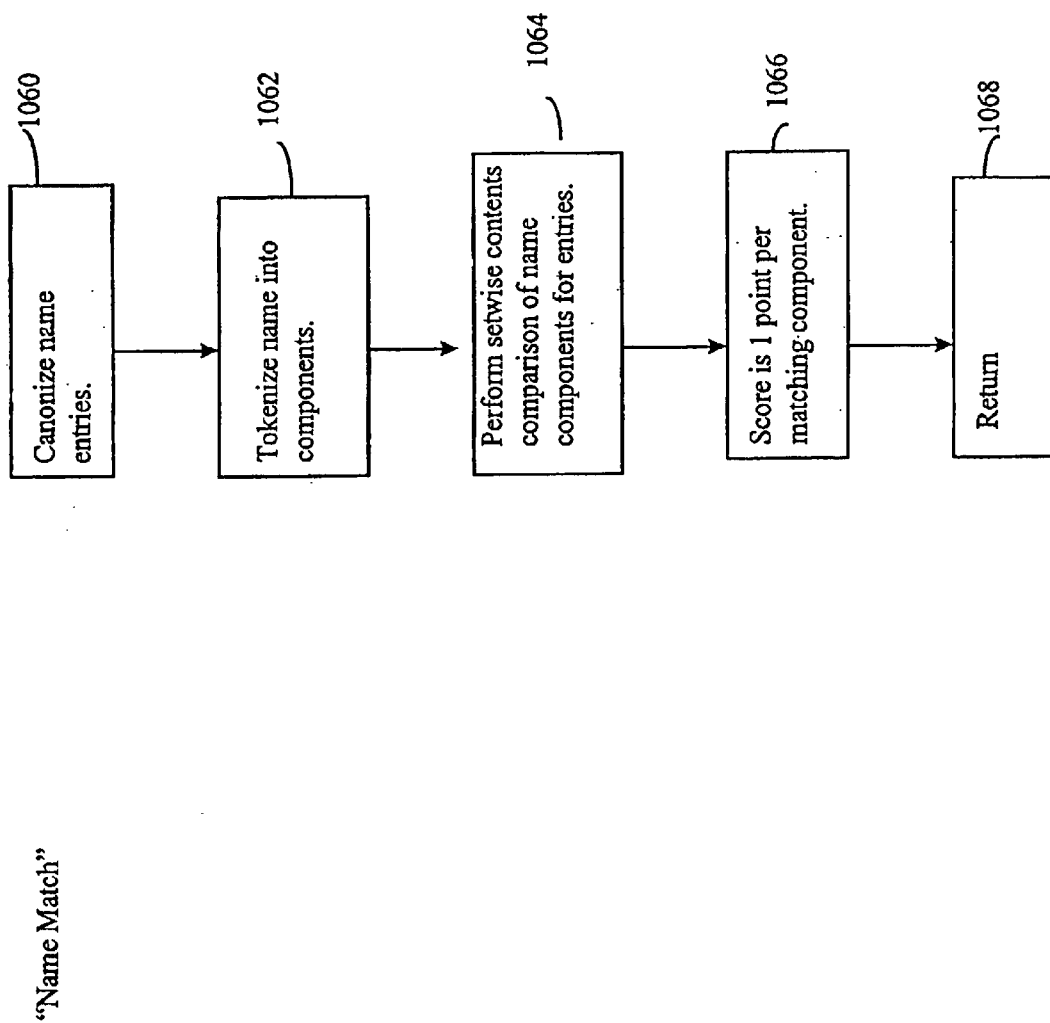 “Name Match”
Canonize name
entries.
1060
Tokenize name into
components.
1062
Perform setwise contents
comparison of name
components for entries.
1064
Score is 1 point per
matching component.
1066
Return
1068